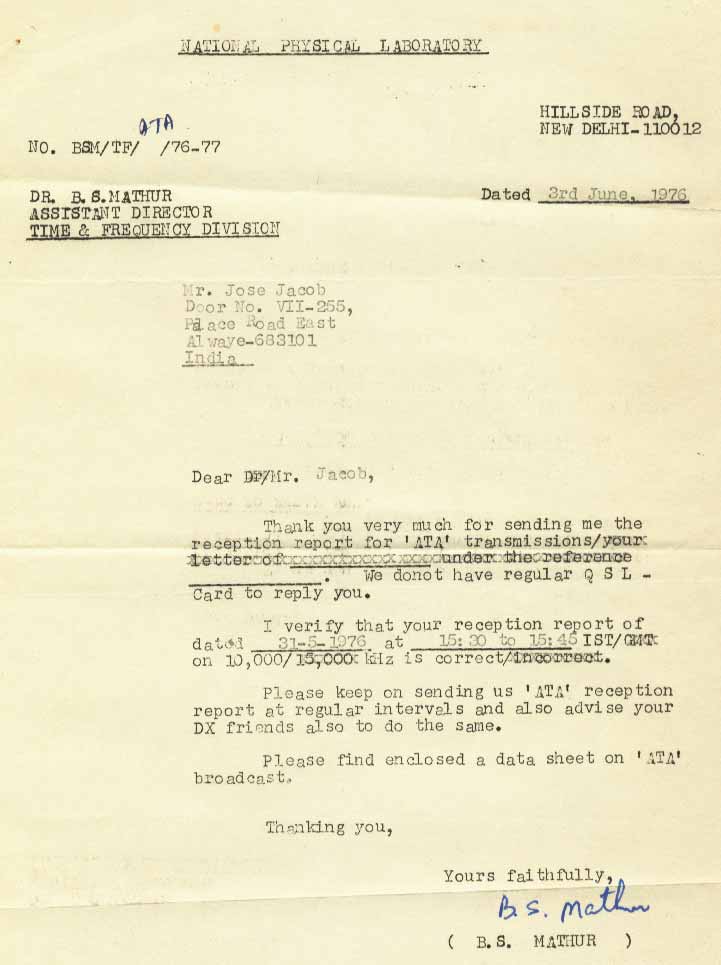 NATIONAL PHYSICAL LABORATORY
HILLSIDE ROAD,
NEW DELHI-110012
ATA
NO. BSM/TF/ /76-77
DR. B.S.MATHUR
ASSISTANT DIRECTOR
TIME & FREQUENCY DIVISION
Dated 3rd June, 1976
Mr. Jose Jacob
Door No. VII-255,
Palace Road East
Alwaye-683101
India
Dear Dr/Mr. Jacob,
Thank you very much for sending me the
reception report for 'ATA' transmissions/your
letter of under the reference
. We donot have regular Q S L -
Card to reply you.
I verify that your reception report of
dated 31-5-1976 at 15:30 to 15:45 IST/GMT
on 10,000/15,000 kHz is correct/incorrect.
Please keep on sending us 'ATA' reception
report at regular intervals and also advise your
DX friends also to do the same.
Please find enclosed a data sheet on 'ATA'
broadcast.
Thanking you,
Yours faithfully,
B.S. Mathur
( B.S. MATHUR )